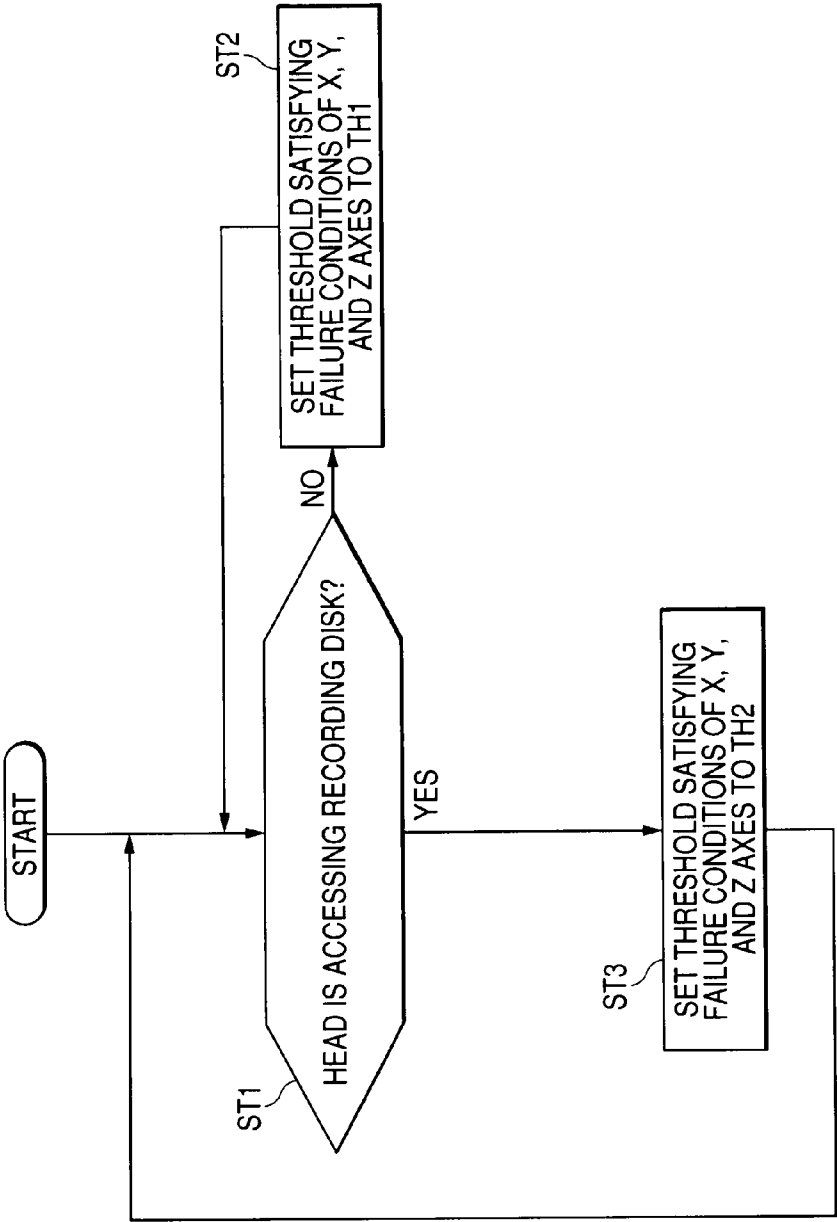 START
ST1
HEAD IS ACCESSING RECORDING DISK?
NO
ST2
SET THRESHOLD SATISFYING
FAILURE CONDITIONS OF X, Y,
AND Z AXES TO TH1
YES
ST3
SET THRESHOLD SATISFYING
FAILURE CONDITIONS OF X, Y,
AND Z AXES TO TH2